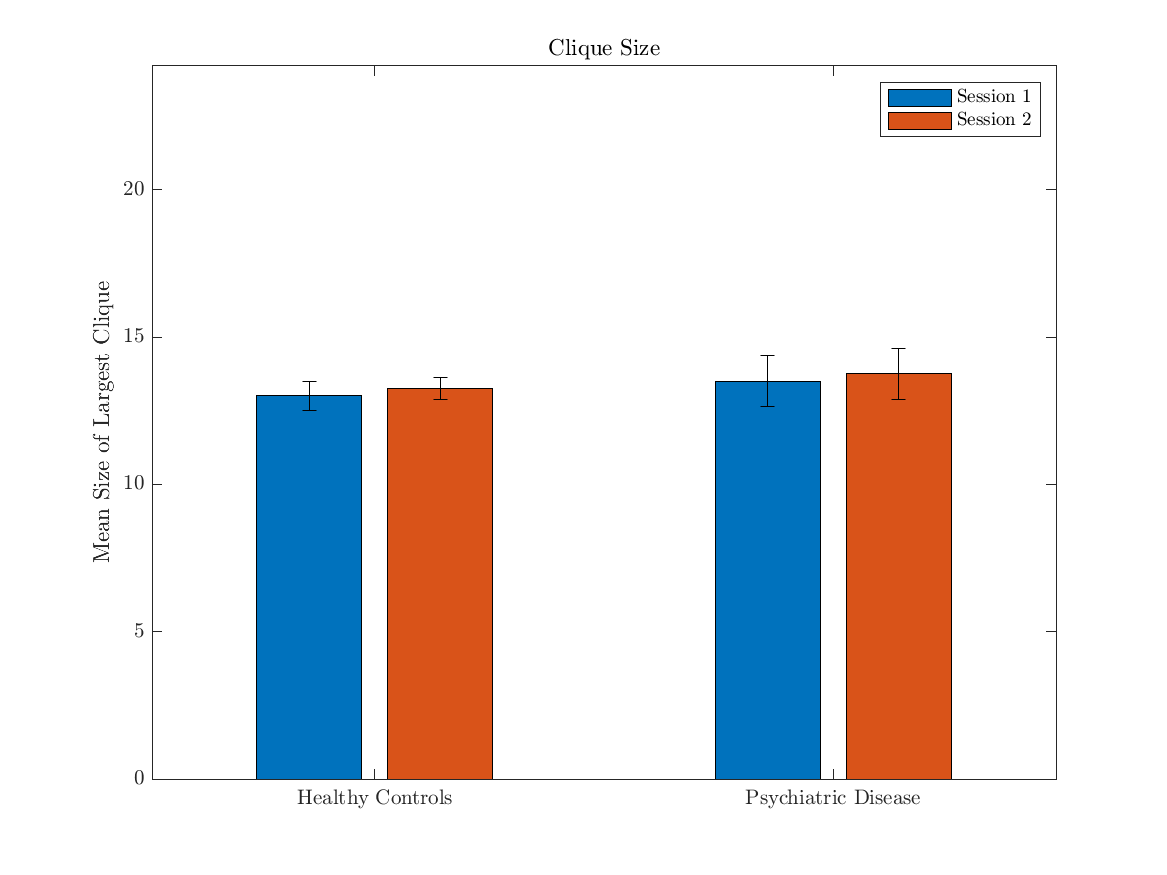 Clique Size
Session 1
Session 2
20
15
10
5
0
Mean Size of Largest Clique
Healthy Controls
Psychiatric Disease